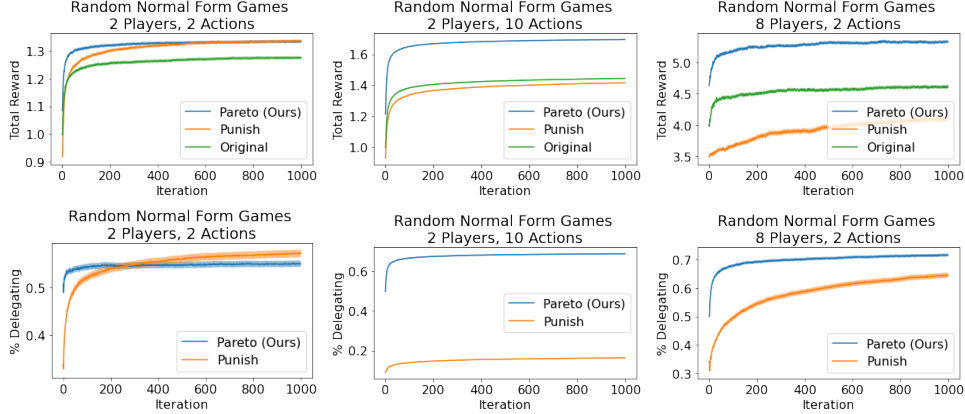 Random Normal Form Games
2 Players, 2 Actions
Total Reward
1.3
1.2
1.1
1.0
0.9
Pareto (Ours)
Punish
Original
0 200 400 600 800 1000
Iteration
Random Normal Form Games
2 Players, 10 Actions
Total Reward
1.6
1.4
1.2
1.0
Pareto (Ours)
Punish
Original
0 200 400 600 800 1000
Iteration
Random Normal Form Games
8 Players, 2 Actions
Total Reward
5.0
4.5
4.0
3.5
Pareto (Ours)
Punish
Original
0 200 400 600 800 1000
Iteration
Random Normal Form Games
2 Players, 2 Actions
% Delegating
0.5
0.4
Pareto (Ours)
Punish
0 200 400 600 800 1000
Iteration
Random Normal Form Games
2 Players, 10 Actions
% Delegating
0.6
0.4
0.2
Pareto (Ours)
Punish
0 200 400 600 800 1000
Iteration
Random Normal Form Games
8 Players, 2 Actions
% Delegating
0.7
0.6
0.5
0.4
0.3
Pareto (Ours)
Punish
0 200 400 600 800 1000
Iteration